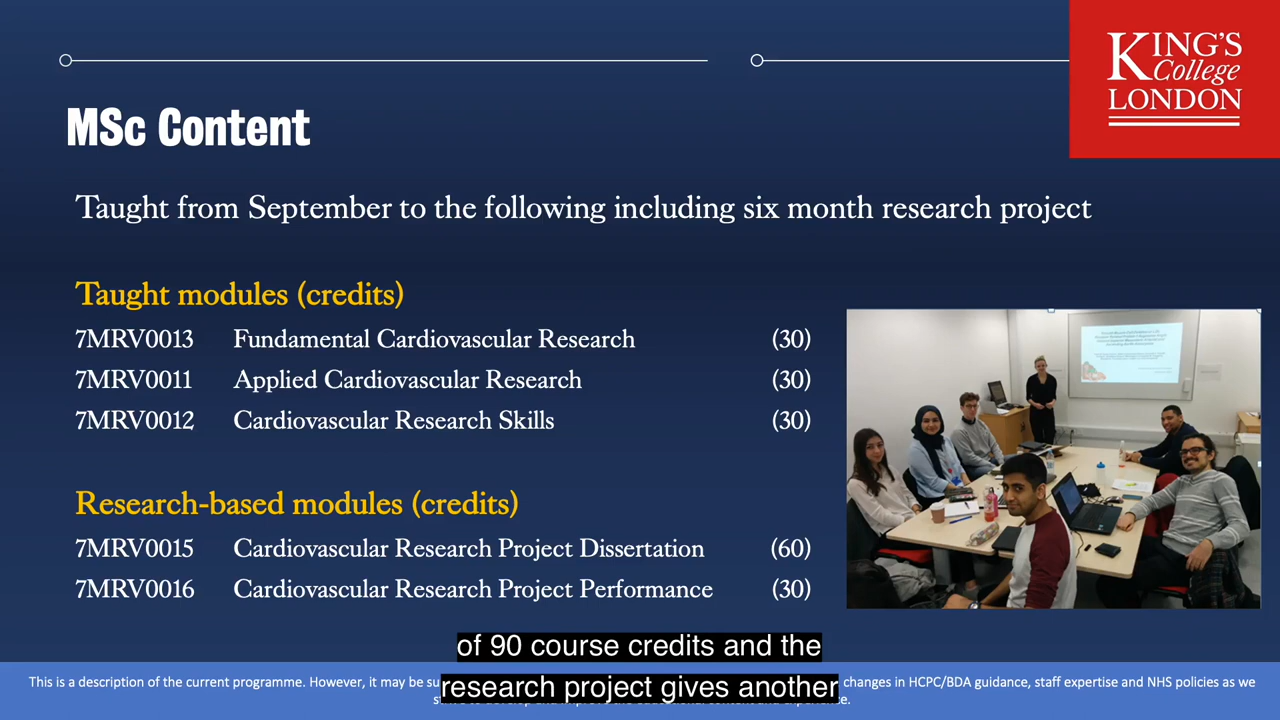 KING'S
College
LONDON
MSc Content
Taught from September to the following including six month research project
Taught modules (credits)
7MRV0013 Fundamental Cardiovascular Research (30)
7MRV0011 Applied Cardiovascular Research (30)
7MRV0012 Cardiovascular Research Skills (30)
Research-based modules (credits)
7MRV0015 Cardiovascular Research Project Dissertation (60)
7MRV0016 Cardiovascular Research Project Performance (30)
of 90 course credits and the
research project gives another
This is a description of the current programme. However, it may be changes in HCPC/BDA guidance, staff expertise and NHS policies as we